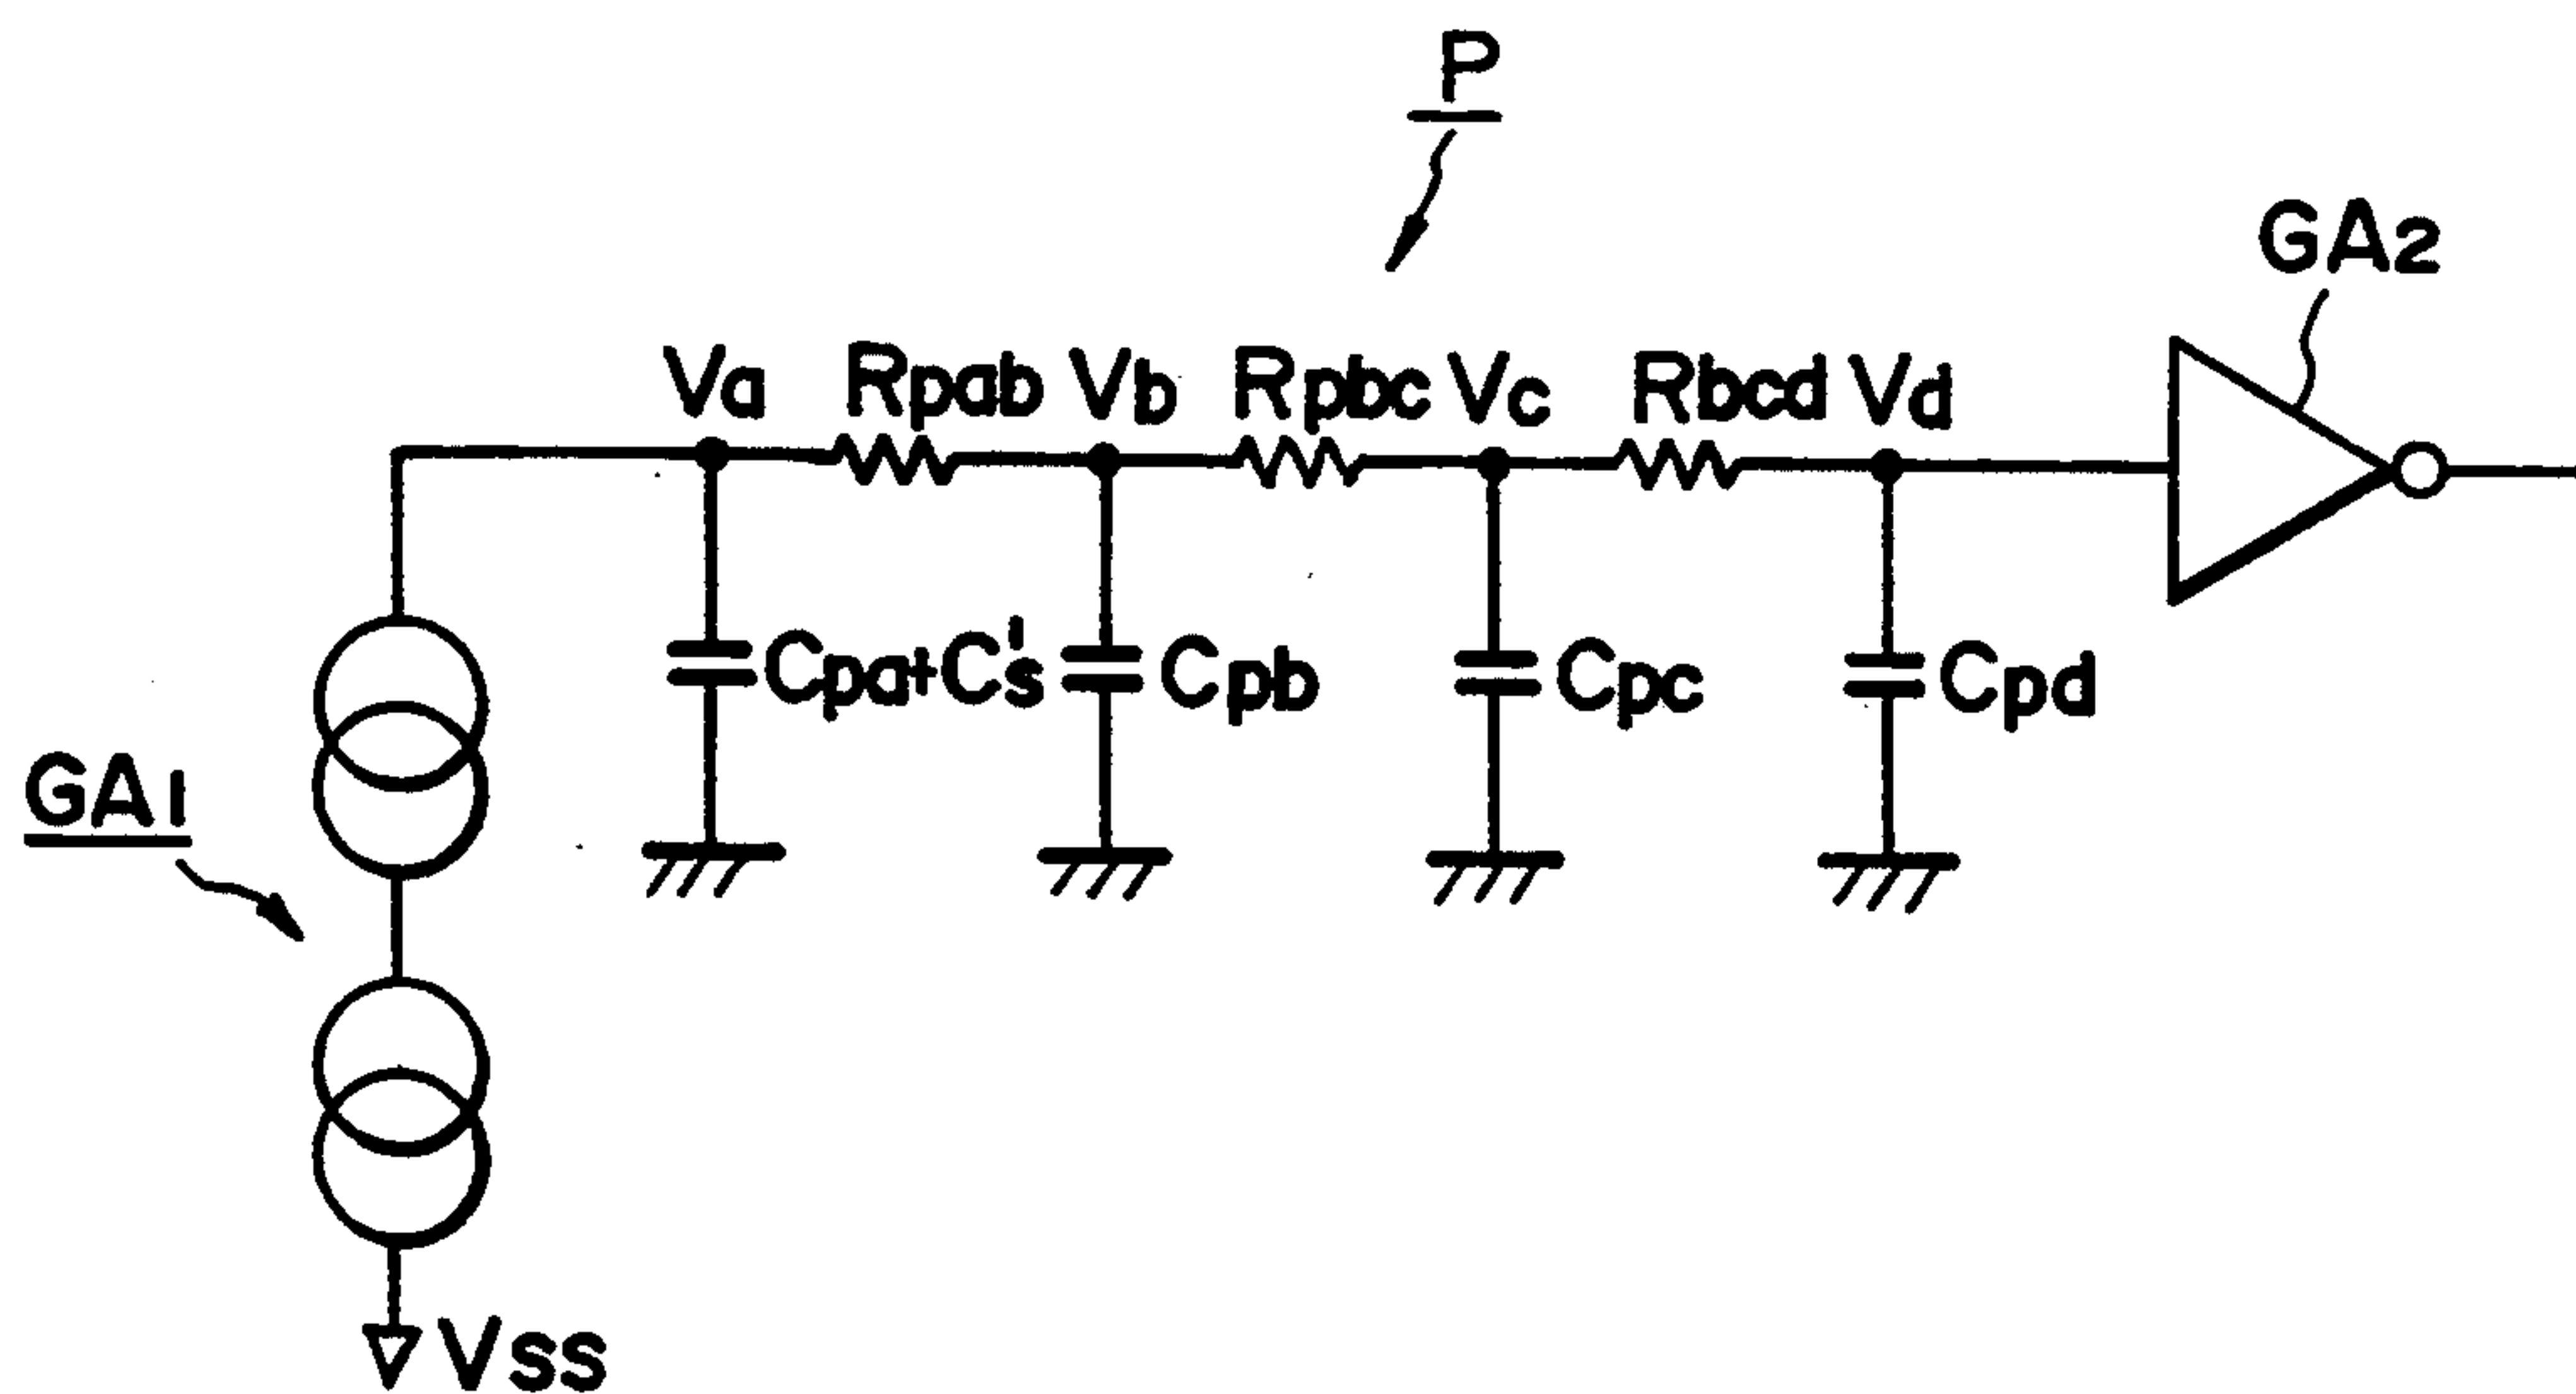 P
GA2
Va Rpab Vb Rpbc Vc Rbcd Vd
Cpa+C's Cpb Cpc Cpd
GA1
Vss